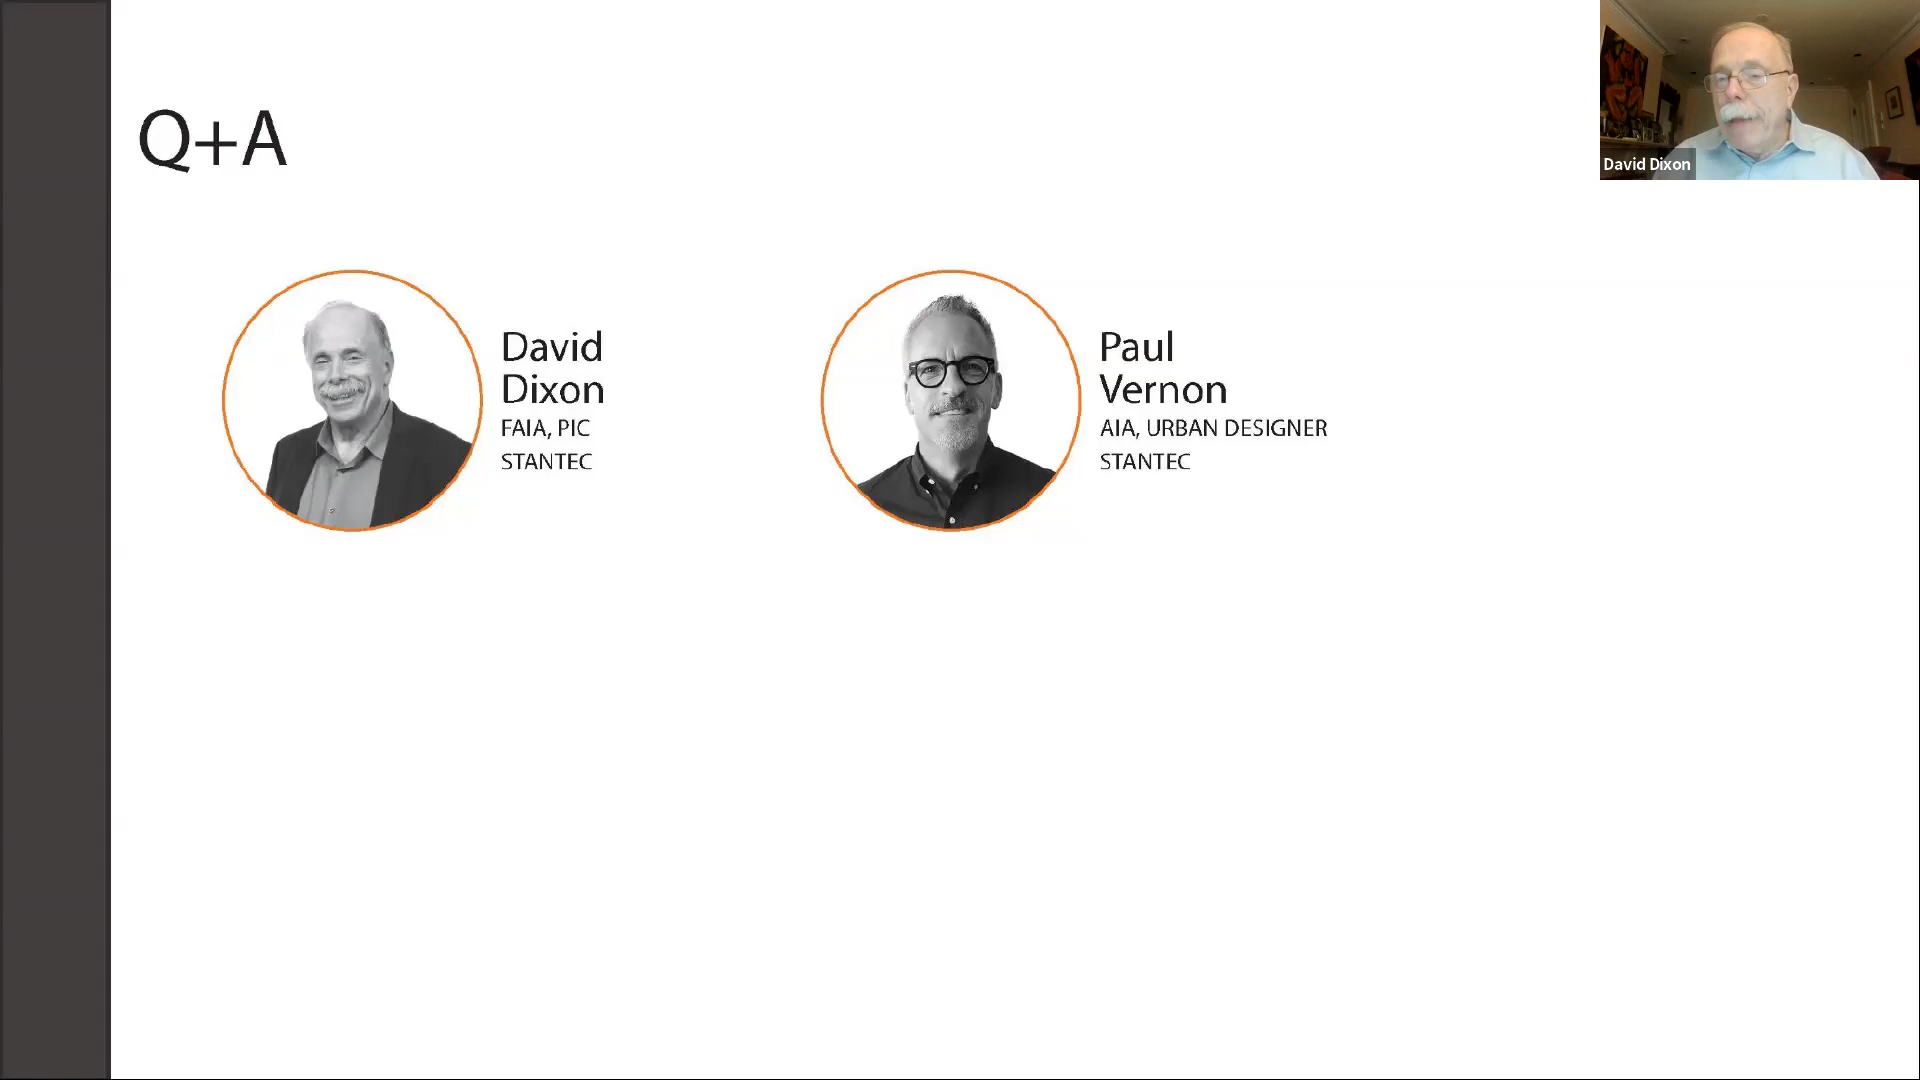 Q+A
David Dixon
David
Dixon
FAIA, PIC
STANTEC
Paul
Vernon
AIA, URBAN DESIGNER
STANTEC